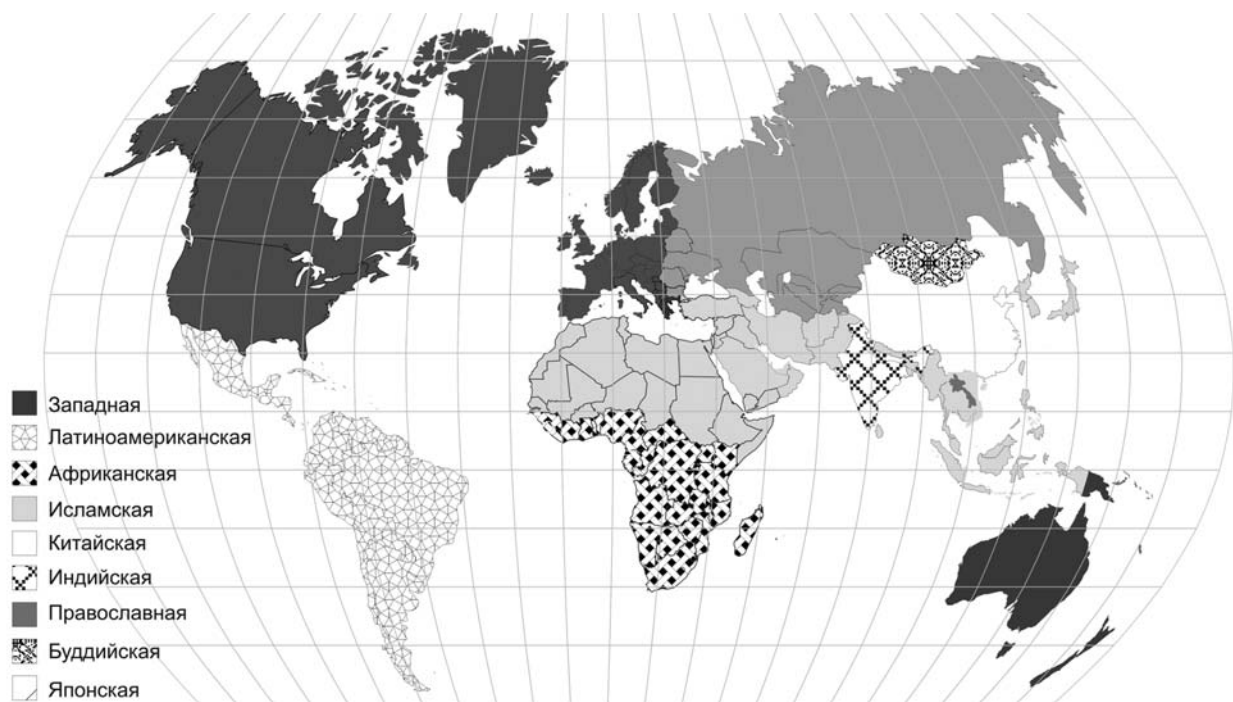 Западная
Латиноамериканская
Африканская
Исламская
Китайская
Индийская
Православная
Буддийская
Японская